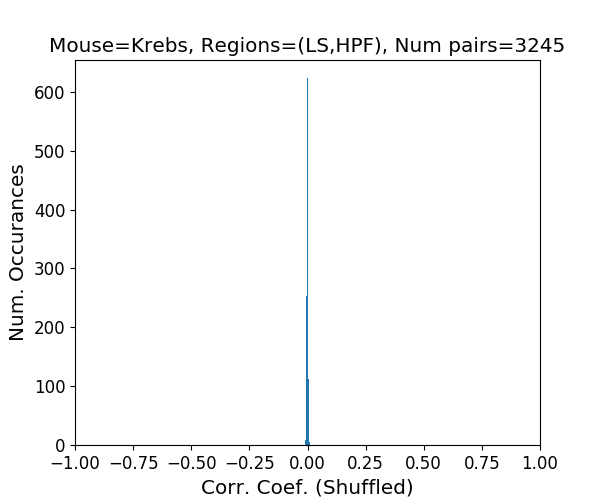 Mouse=Krebs, Regions=(LS,HPF), Num pairs=3245
600
500
400
300
200
100
0
Num. Occurances
−1.00 −0.75 −0.50 −0.25 0.00 0.25 0.50 0.75 1.00
Corr. Coef. (Shuffled)